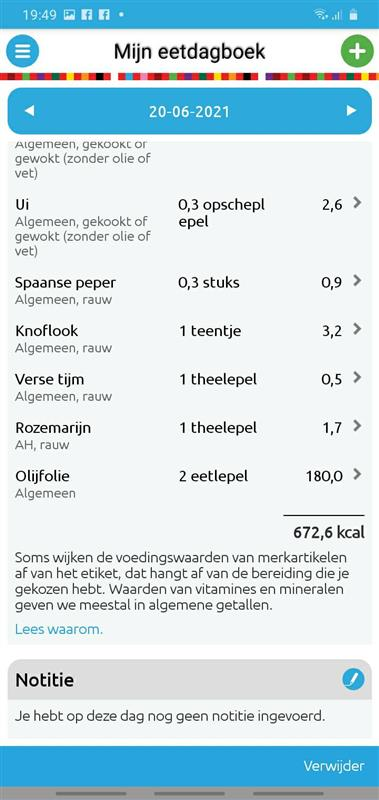 19:49
Mijn eetdagboek
20-06-2021
Algemeen, gekookt of
gewokt (zonder olie of
vet)
Ui 0,3 opschepl 2,6
epel
Algemeen, gekookt of
gewokt (zonder olie of
vet)
Spaanse peper 0,3 stuks 0,9
Algemeen, rauw
Knoflook 1 teentje 3,2
Algemeen, rauw
Verse tijm 1 theelepel 0,5
Algemeen, rauw
Rozemarijn 1 theelepel 1,7
AH, rauw
Olijfolie 2 eetlepel 180,0
Algemeen
672,6 kcal
Soms wijken de voedingswaarden van merkartikelen
af van het etiket, dat hangt af van de bereiding die je
gekozen hebt. Waarden van vitamines en mineralen
geven we meestal in algemene getallen.
Lees waarom.
Notitie
Je hebt op deze dag nog geen notitie ingevoerd.
Verwijder